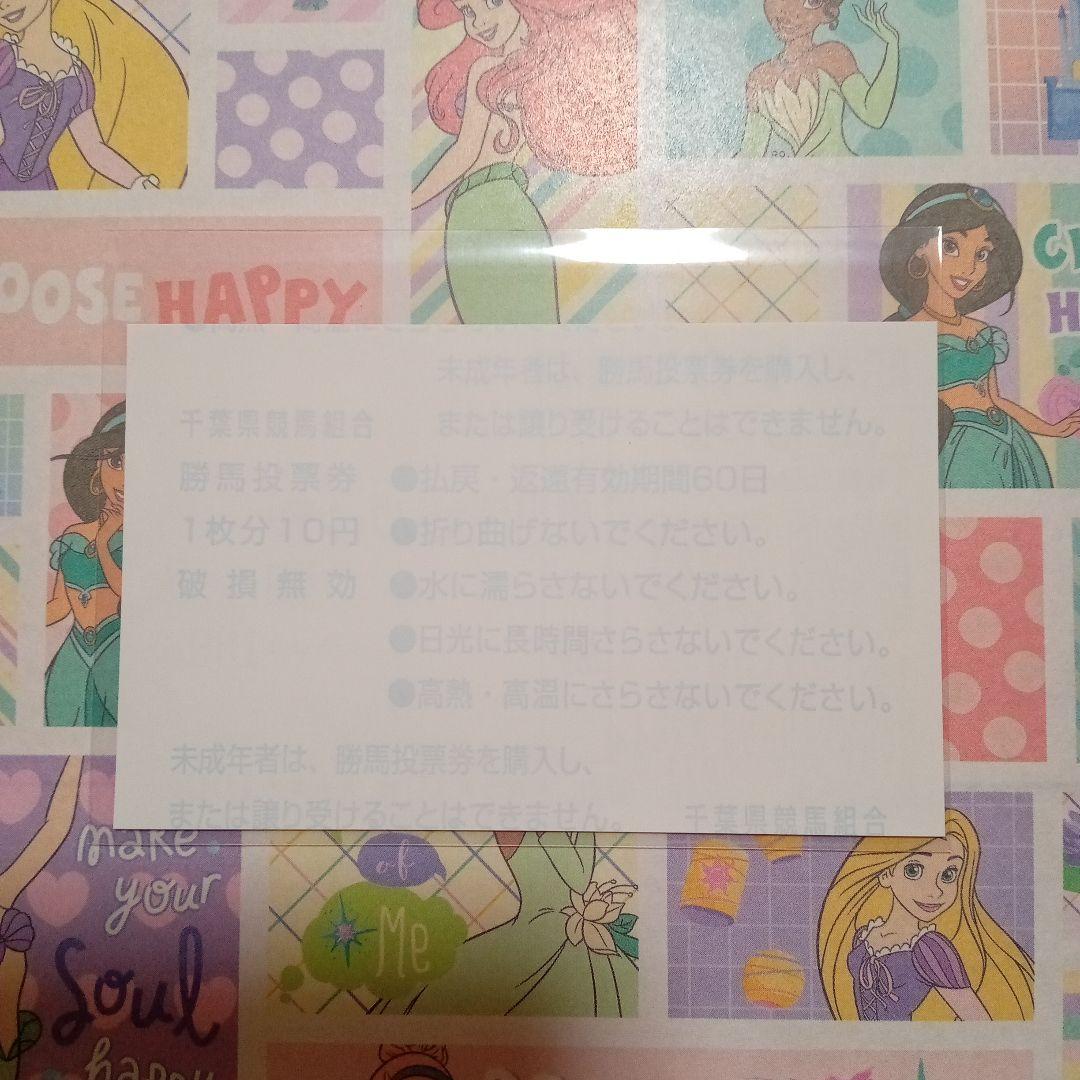 OOSE HAPPY
未成年者は、勝馬投票券を購入し、
千葉県競馬組合 または譲り受けることはできません。
勝馬投票券 ●払戻・返還有効期間60日
1枚分10円 ●折り曲げないでください。
破損無効 ●水に濡らさないでください。
●日光に長時間さらさないでください。
●高熱・高温にさらさないでください。
未成年者は、勝馬投票券を購入し、
または譲り受けることはできません。 千葉県競馬組合
make
your
Soul
happy
of
Me